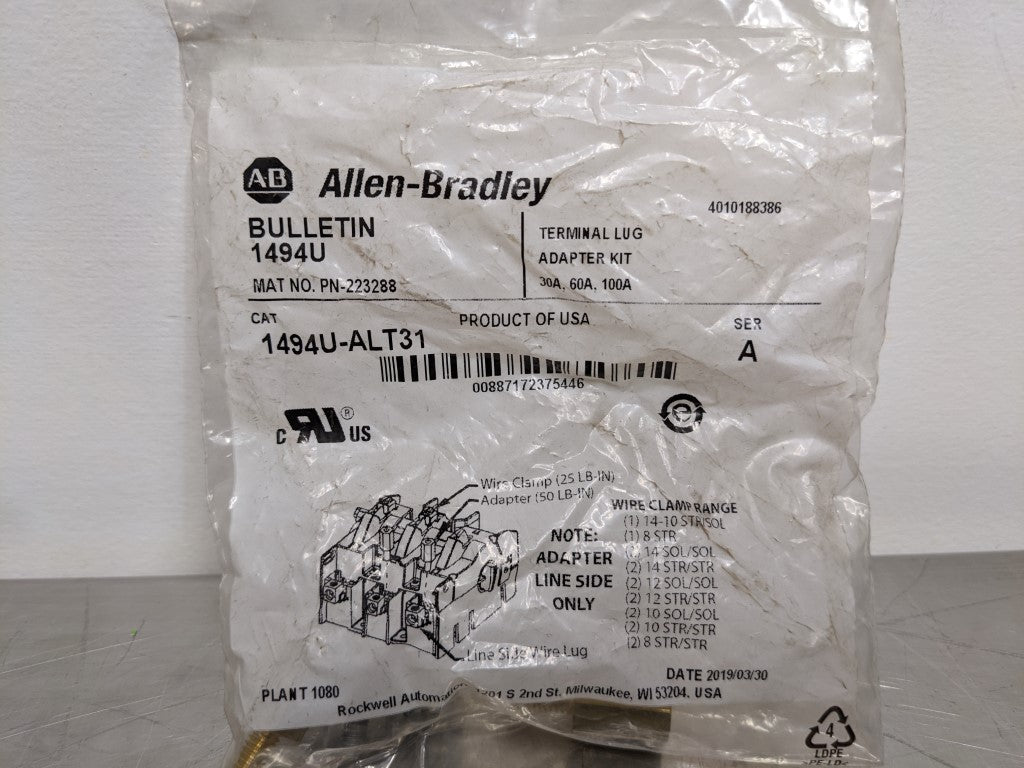 AB Allen-Bradley
4010188386
BULLETIN
1494U
MAT NO. PN-223288
TERMINAL LUG
ADAPTER KIT
30A, 60A, 100A
CAT
1494U-ALT31
PRODUCT OF USA
SER
A
00887172375446
C RU ® US
e
Wire Clamp (25 LB-IN)
Adapter (50 LB-IN)
NOTE:
ADAPTER
LINE SIDE
ONLY
WIRE CLAMP RANGE
(1) 14-10 STR/SOL
(1) 8 STR
(2) 14 SOL/SOL
(2) 14 STR/STR
(2) 12 SOL/SOL
(2) 12 STR/STR
(2) 10 SOL/SOL
(2) 10 STR/STR
(2) 8 STR/STR
Line Side Wire Lug
DATE 2019/03/30
PLANT 1080
Rockwell Automation 1201 S 2nd St, Milwaukee, WI 53204, USA
4
LDPE